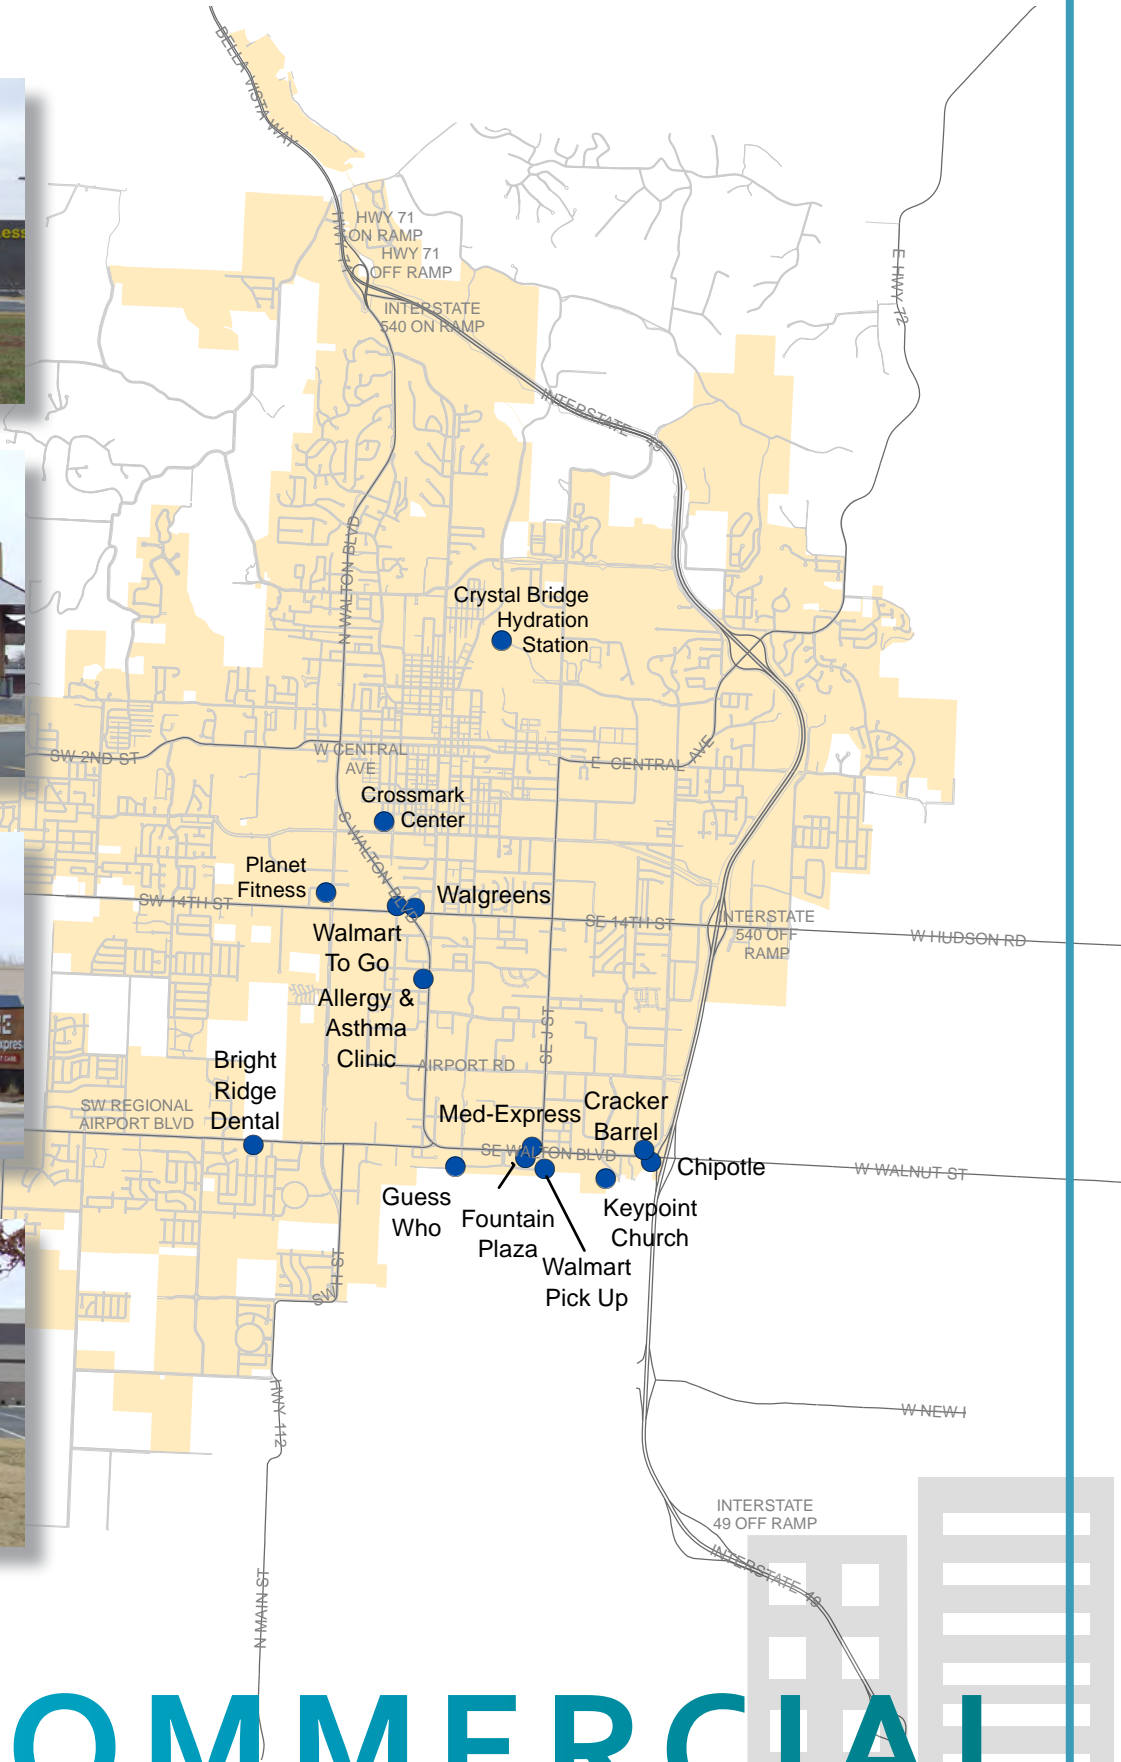 BELLA VISTA WAY
HWY 71
HWY 71
ON RAMP
HWY 71
OFF RAMP
INTERSTATE
540 ON RAMP
E HWY 72
INTERSTATE 49
N WALTON BLVD
Crystal Bridge
Hydration
Station
SW 2ND ST
W CENTRAL
AVE
E CENTRAL AVE
Crossmark
Center
S WALTON BLVD
Planet
Fitness
Walgreens
SW 14TH ST
SE 14TH ST
INTERSTATE
540 OFF
RAMP
W HUDSON RD
Walmart
To Go
Allergy &
Asthma
Clinic
SE J ST
AIRPORT RD
Bright
Ridge
Dental
SW REGIONAL
AIRPORT BLVD
Med-Express
Cracker
Barrel
SE WALTON BLVD
Chipotle
W WALNUT ST
Guess
Who
Fountain
Plaza
Keypoint
Church
Walmart
Pick Up
SW H ST
HWY 112
W NEW H
INTERSTATE
49 OFF RAMP
INTERSTATE 49
N MAIN ST
OMMERCIAL